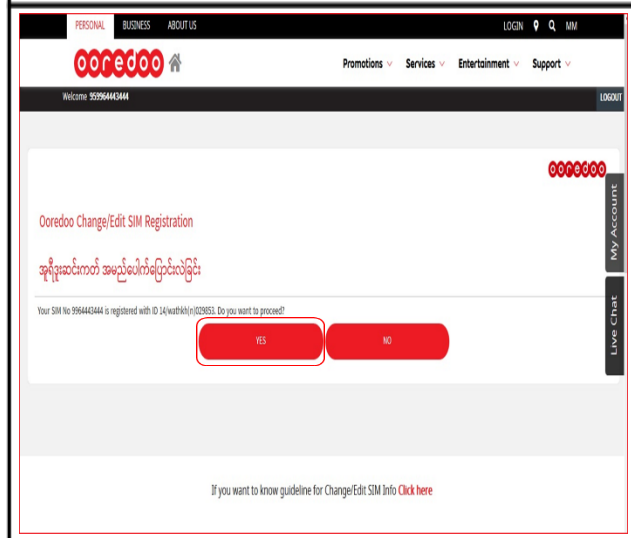 PERSONAL BUSINESS ABOUT US LOGIN MM
ooredoo Promotions Services Entertainment Support
Welcome 959964443444 LOGOUT
ooredoo
My Account
Ooredoo Change/Edit SIM Registration
အူရီဒူးဆင်းကတ် အမည်ပေါက်ပြောင်းလဲခြင်း
Your SIM No 9964443444 is registered with ID 14/wathkh(n)029853. Do you want to proceed?
YES NO
Live Chat
If you want to know guideline for Change/Edit SIM Info Click here